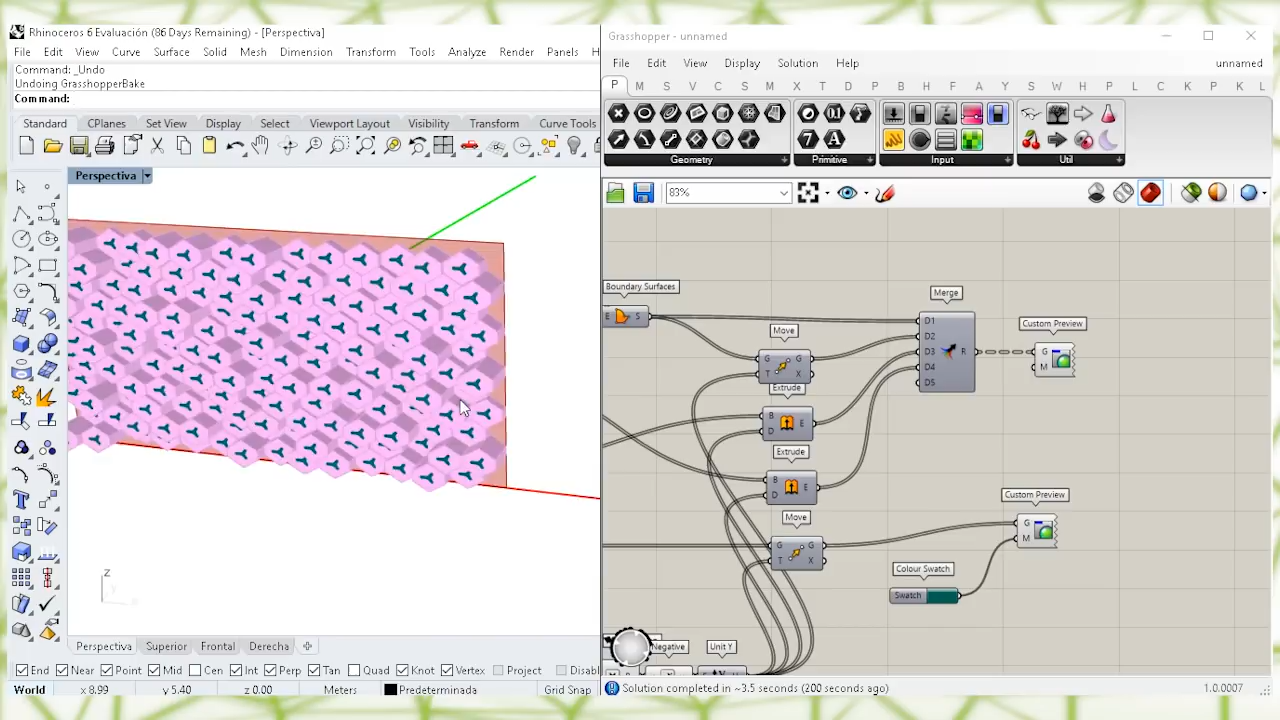 Rhinoceros 6 Evaluación (86 Days Remaining) - [Perspectiva]
File Edit View Curve Surface Solid Mesh Dimension Transform Tools Analyze Render Panels
Command: _Undo
Undoing GrasshopperBake
Command:
Standard CPlanes Set View Display Viewport Layout Visibility Transform Curve Tools
Perspectiva
z
Perspectiva Superior Frontal Derecha
End Near Point Mid Cen Int Perp Tan Quad Knot Vertex Project
World x 8.99 y 5.40 z 0.00 Meters Predeterminada Grid Snap
Grasshopper - unnamed
File Edit View Display Solution Help unnamed
P M S V C M X T D P B H F A Y S W H P L C P K L
Geometry Primitive Input Util
83%
Boundary Surfaces
E S
Move
G G
T X
Extrude
B E
D
Extrude
B E
D
Move
G G
T X
Merge
D1
D2
D3 R
D4
D5
Custom Preview
G
M
Custom Preview
G
M
Colour Swatch
Swatch
Negative Unit Y
Solution completed in ~3.5 seconds (200 seconds ago) 1.0.0007